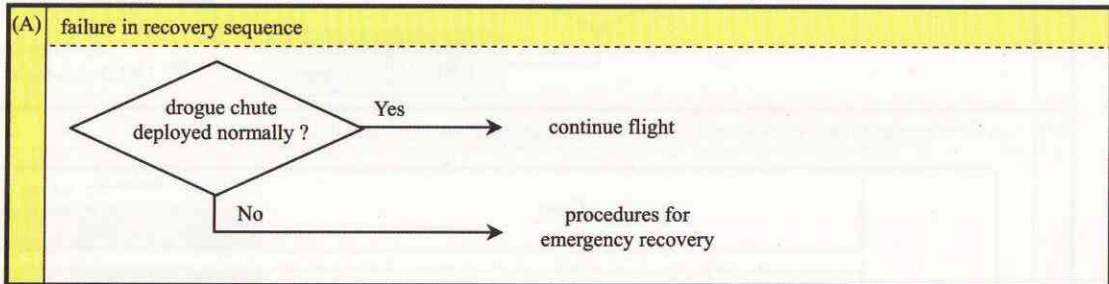 (A) failure in recovery sequence
drogue chute
deployed normally ?
Yes
continue flight
No
procedures for
emergency recovery